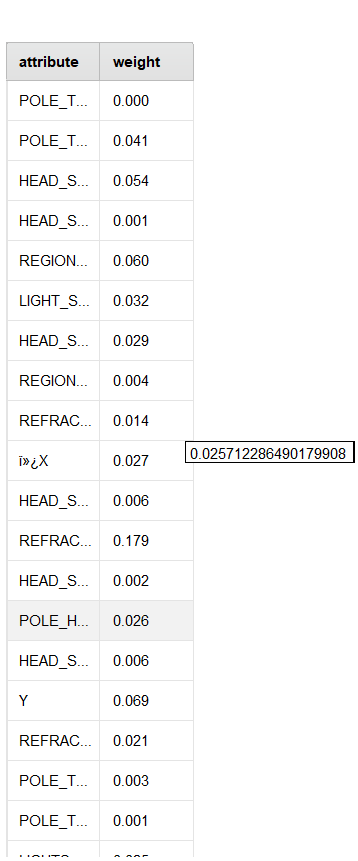 attribute weight
POLE_T... 0.000
POLE_T... 0.041
HEAD_S... 0.054
HEAD_S... 0.001
REGION... 0.060
LIGHT_S... 0.032
HEAD_S... 0.029
REGION... 0.004
REFRAC... 0.014
ï»¿X 0.027
0.025712286490179908
HEAD_S... 0.006
REFRAC... 0.179
HEAD_S... 0.002
POLE_H... 0.026
HEAD_S... 0.006
Y 0.069
REFRAC... 0.021
POLE_T... 0.003
POLE_T... 0.001